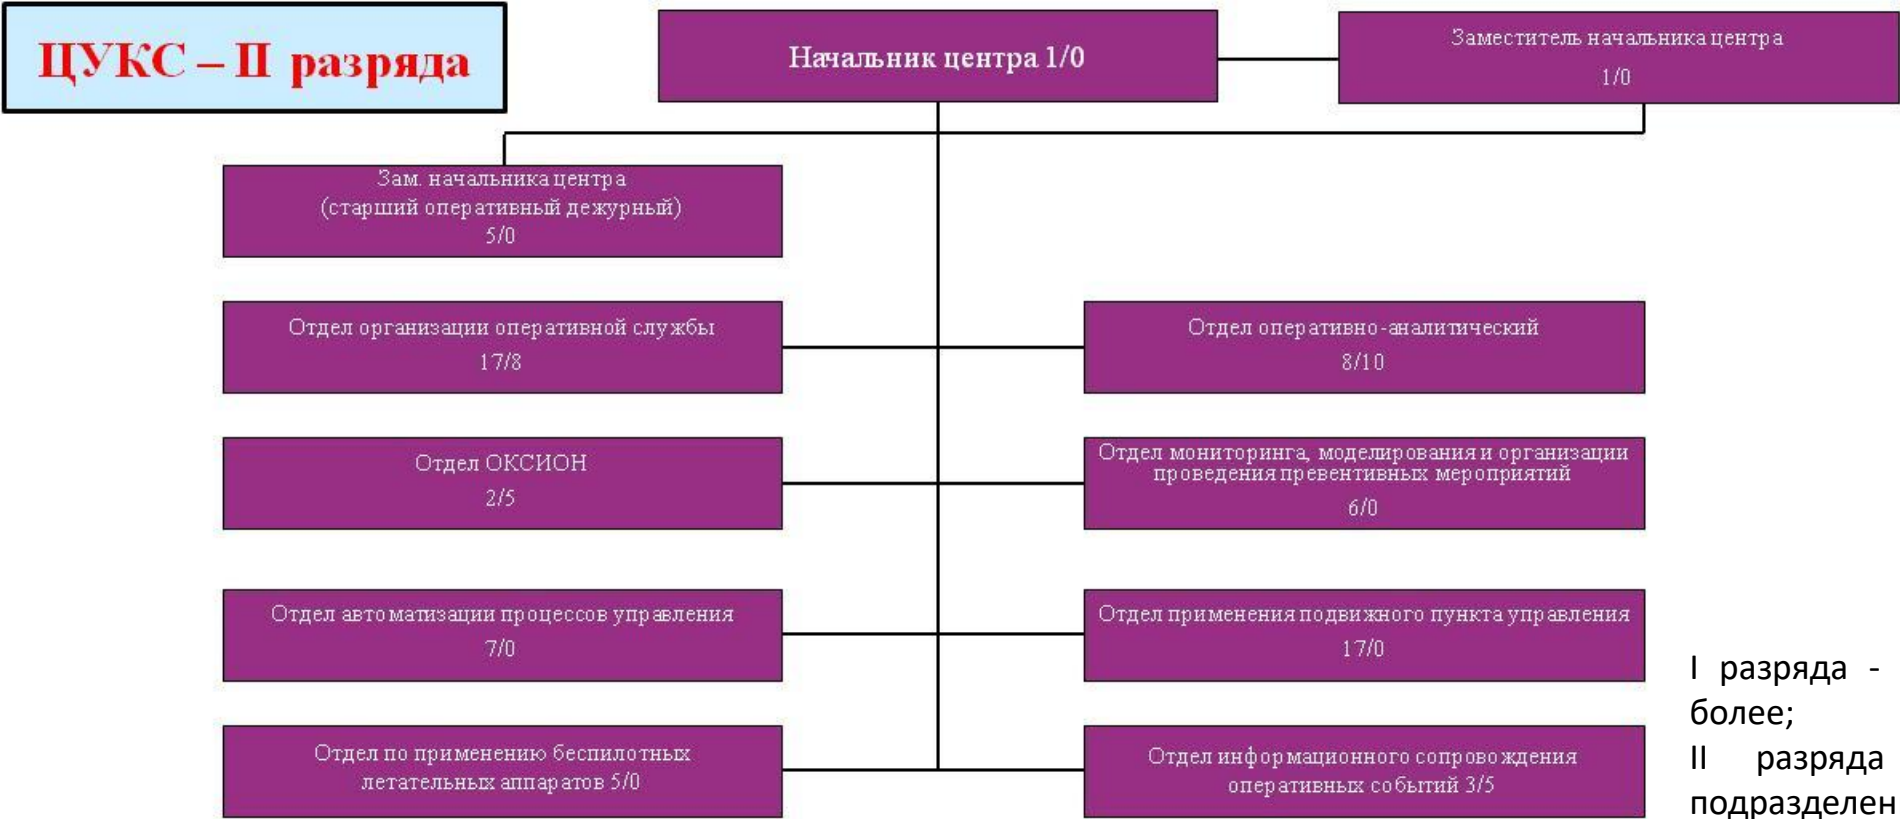 ЦУКС – II разряда
Начальник центра 1/0
Заместитель начальника центра
1/0
Зам. начальника центра
(старший оперативный дежурный)
5/0
Отдел организации оперативной службы
17/8
Отдел оперативно-аналитический
8/10
Отдел ОКСИОН
2/5
Отдел мониторинга, моделирования и организации
проведения превентивных мероприятий
6/0
Отдел автоматизации процессов управления
7/0
Отдел применения подвижного пункта управления
17/0
Отдел по применению беспилотных
летательных аппаратов 5/0
Отдел информационного сопровождения
оперативных событий 3/5
I разряда -
более;
II разряда
подразделен